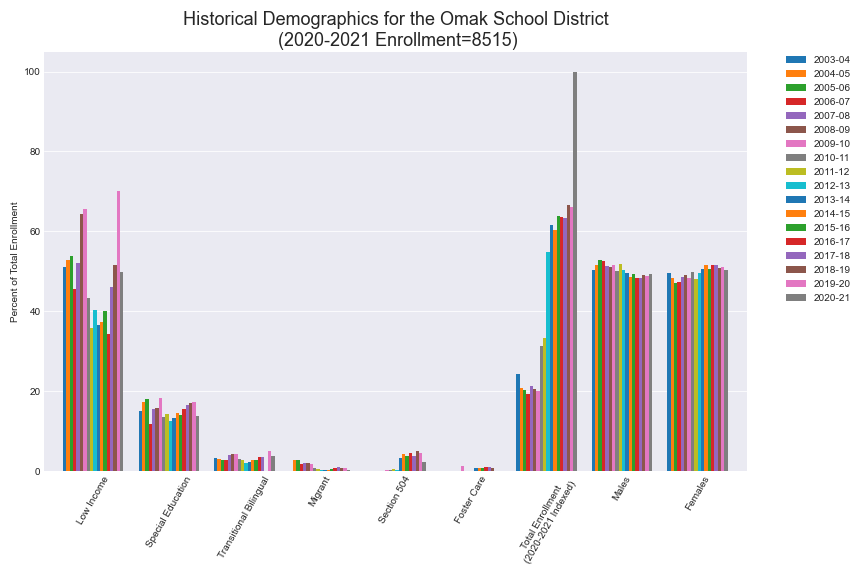 Historical Demographics for the Omak School District
(2020-2021 Enrollment=8515)
Percent of Total Enrollment
100
80
60
40
20
0
Low Income
Special Education
Transitional Bilingual
Migrant
Section 504
Foster Care
Total Enrollment
(2020-2021 Indexed)
Males
Females
2003-04
2004-05
2005-06
2006-07
2007-08
2008-09
2009-10
2010-11
2011-12
2012-13
2013-14
2014-15
2015-16
2016-17
2017-18
2018-19
2019-20
2020-21